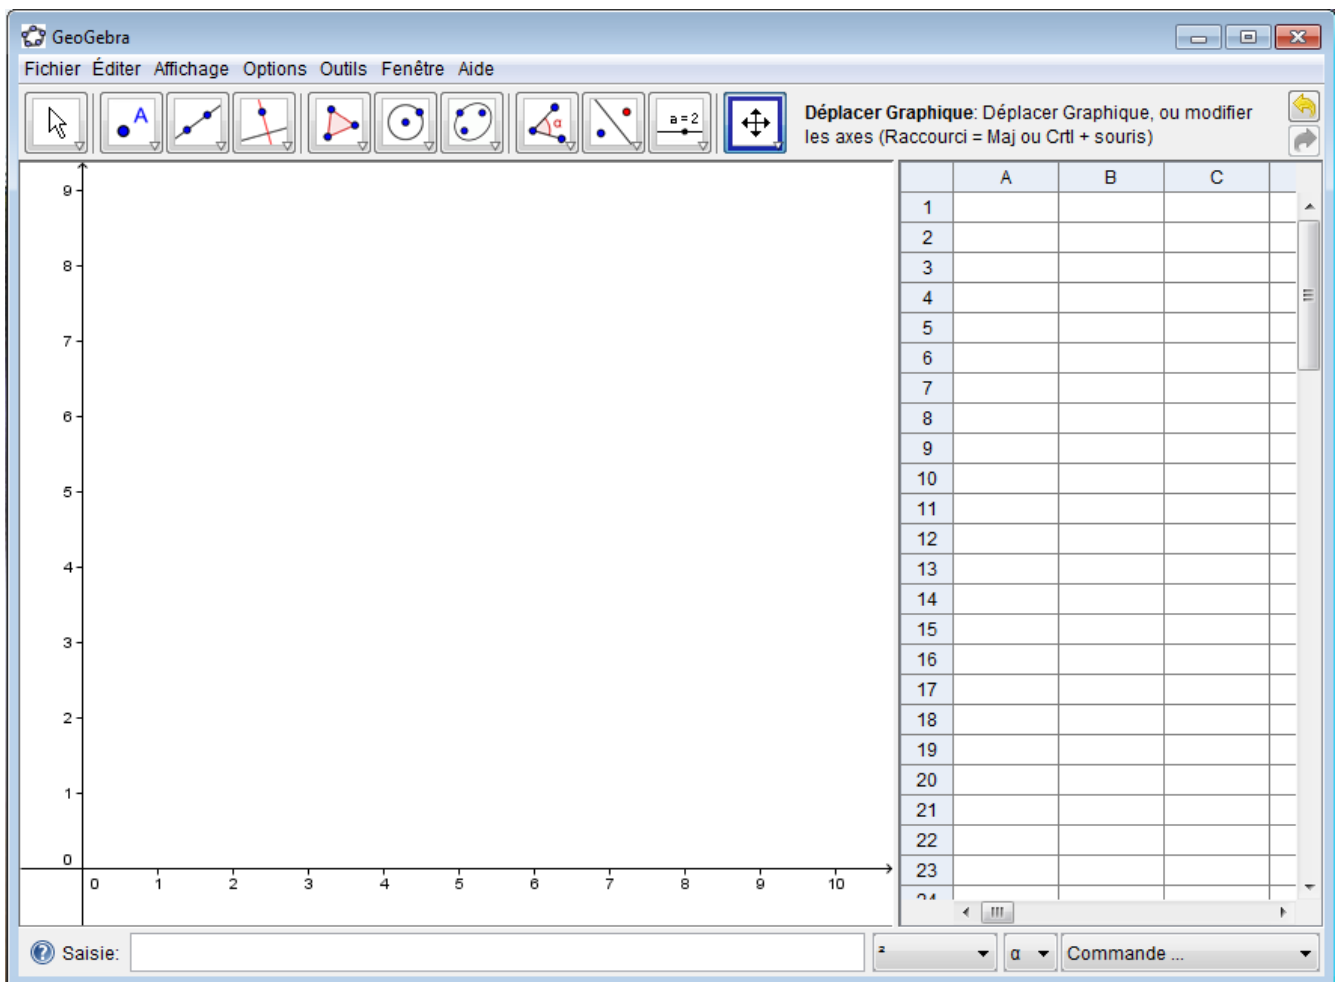 GeoGebra
Fichier Éditer Affichage Options Outils Fenêtre Aide
A
α
a = 2
Déplacer Graphique: Déplacer Graphique, ou modifier
les axes (Raccourci = Maj ou Crtl + souris)
A B C
1
2
3
4
5
6
7
8
9
10
11
12
13
14
15
16
17
18
19
20
21
22
23
24
9
8
7
6
5
4
3
2
1
0
0 1 2 3 4 5 6 7 8 9 10
Saisie:
²
α
Commande ...